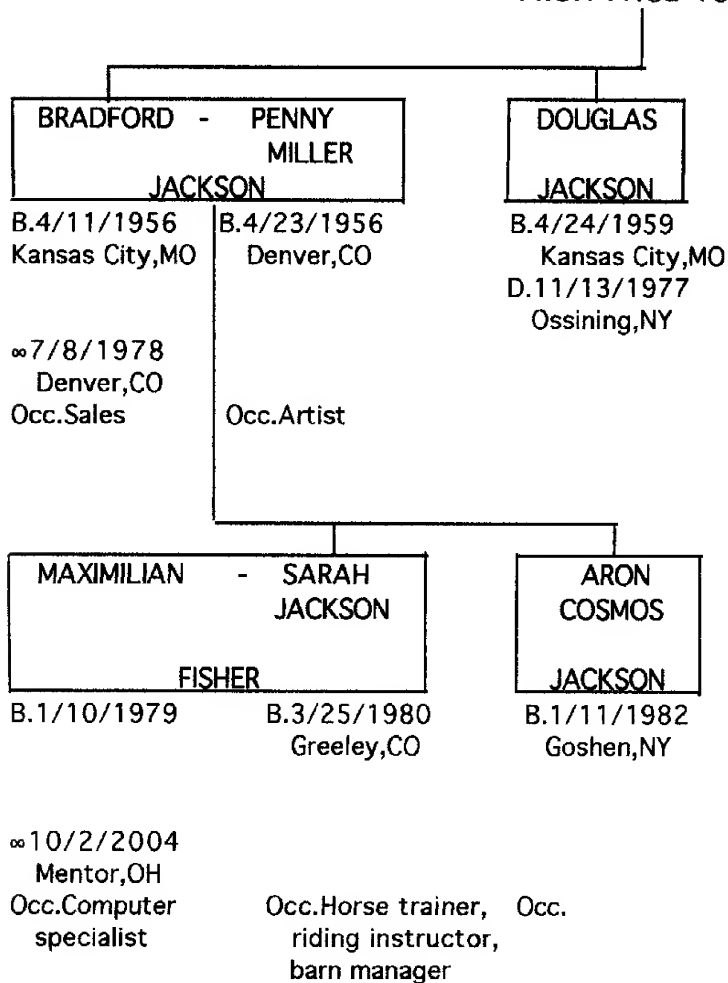 BRADFORD - PENNY
MILLER
JACKSON
B.4/11/1956 B.4/23/1956
Kansas City,MO Denver,CO
∞7/8/1978
Denver,CO
Occ.Sales Occ.Artist
DOUGLAS
JACKSON
B.4/24/1959
Kansas City,MO
D.11/13/1977
Ossining,NY
MAXIMILIAN - SARAH
JACKSON
FISHER
B.1/10/1979 B.3/25/1980
Greeley,CO
∞10/2/2004
Mentor,OH
Occ.Computer
specialist
Occ.Horse trainer,
riding instructor,
barn manager
ARON
COSMOS
JACKSON
B.1/11/1982
Goshen,NY
Occ.